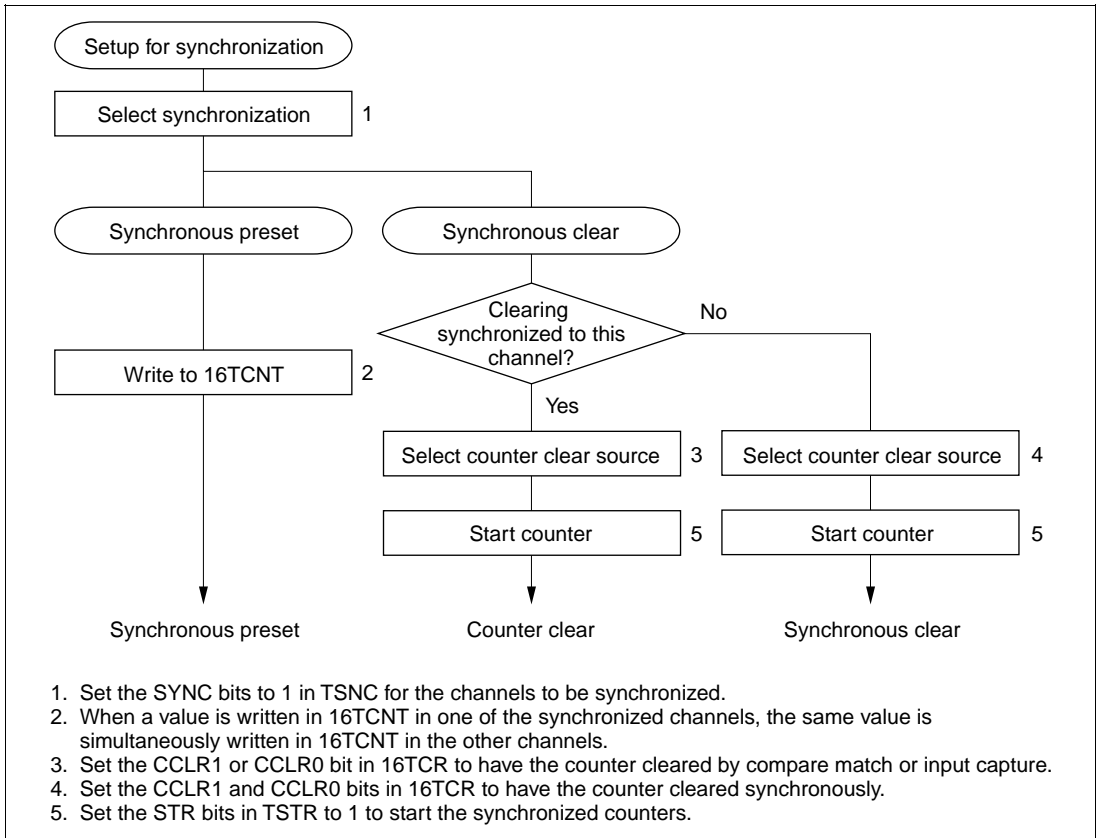 Setup for synchronization
Select synchronization 1
Synchronous preset Synchronous clear
Clearing
synchronized to this
channel?
No
Write to 16TCNT 2
Yes
Select counter clear source 3 Select counter clear source 4
Start counter 5 Start counter 5
Synchronous preset Counter clear Synchronous clear
1. Set the SYNC bits to 1 in TSNC for the channels to be synchronized.
2. When a value is written in 16TCNT in one of the synchronized channels, the same value is
simultaneously written in 16TCNT in the other channels.
3. Set the CCLR1 or CCLR0 bit in 16TCR to have the counter cleared by compare match or input capture.
4. Set the CCLR1 and CCLR0 bits in 16TCR to have the counter cleared synchronously.
5. Set the STR bits in TSTR to 1 to start the synchronized counters.